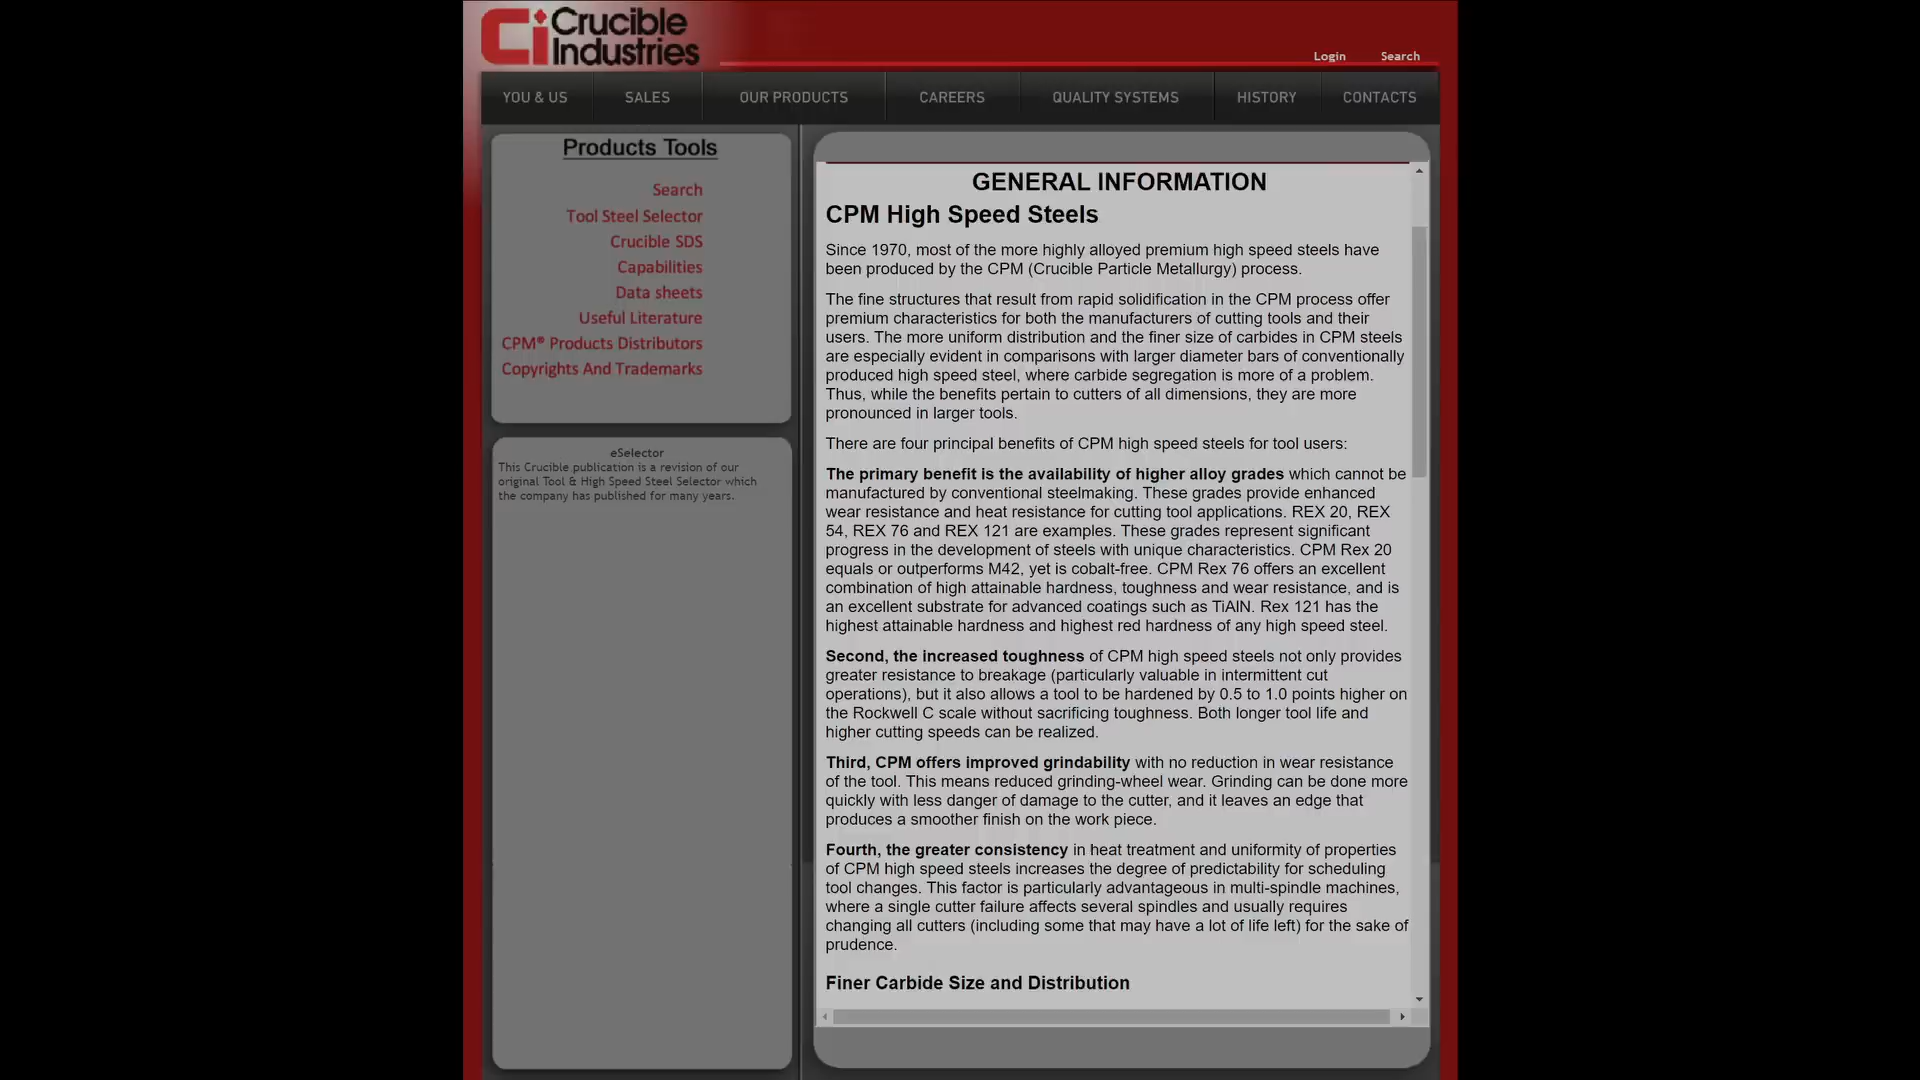 Crucible
Industries
Login Search
YOU & US SALES OUR PRODUCTS CAREERS QUALITY SYSTEMS HISTORY CONTACTS
Products Tools
Search
Tool Steel Selector
Crucible SDS
Capabilities
Data sheets
Useful Literature
CPM® Products Distributors
Copyrights And Trademarks
eSelector
This Crucible publication is a revision of our
original Tool & High Speed Steel Selector which
the company has published for many years.
GENERAL INFORMATION
CPM High Speed Steels
Since 1970, most of the more highly alloyed premium high speed steels have
been produced by the CPM (Crucible Particle Metallurgy) process.
The fine structures that result from rapid solidification in the CPM process offer
premium characteristics for both the manufacturers of cutting tools and their
users. The more uniform distribution and the finer size of carbides in CPM steels
are especially evident in comparisons with larger diameter bars of conventionally
produced high speed steel, where carbide segregation is more of a problem.
Thus, while the benefits pertain to cutters of all dimensions, they are more
pronounced in larger tools.
There are four principal benefits of CPM high speed steels for tool users:
The primary benefit is the availability of higher alloy grades which cannot be
manufactured by conventional steelmaking. These grades provide enhanced
wear resistance and heat resistance for cutting tool applications. REX 20, REX
54, REX 76 and REX 121 are examples. These grades represent significant
progress in the development of steels with unique characteristics. CPM Rex 20
equals or outperforms M42, yet is cobalt-free. CPM Rex 76 offers an excellent
combination of high attainable hardness, toughness and wear resistance, and is
an excellent substrate for advanced coatings such as TiAlN. Rex 121 has the
highest attainable hardness and highest red hardness of any high speed steel.
Second, the increased toughness of CPM high speed steels not only provides
greater resistance to breakage (particularly valuable in intermittent cut
operations), but it also allows a tool to be hardened by 0.5 to 1.0 points higher on
the Rockwell C scale without sacrificing toughness. Both longer tool life and
higher cutting speeds can be realized.
Third, CPM offers improved grindability with no reduction in wear resistance
of the tool. This means reduced grinding-wheel wear. Grinding can be done more
quickly with less danger of damage to the cutter, and it leaves an edge that
produces a smoother finish on the work piece.
Fourth, the greater consistency in heat treatment and uniformity of properties
of CPM high speed steels increases the degree of predictability for scheduling
tool changes. This factor is particularly advantageous in multi-spindle machines,
where a single cutter failure affects several spindles and usually requires
changing all cutters (including some that may have a lot of life left) for the sake of
prudence.
Finer Carbide Size and Distribution